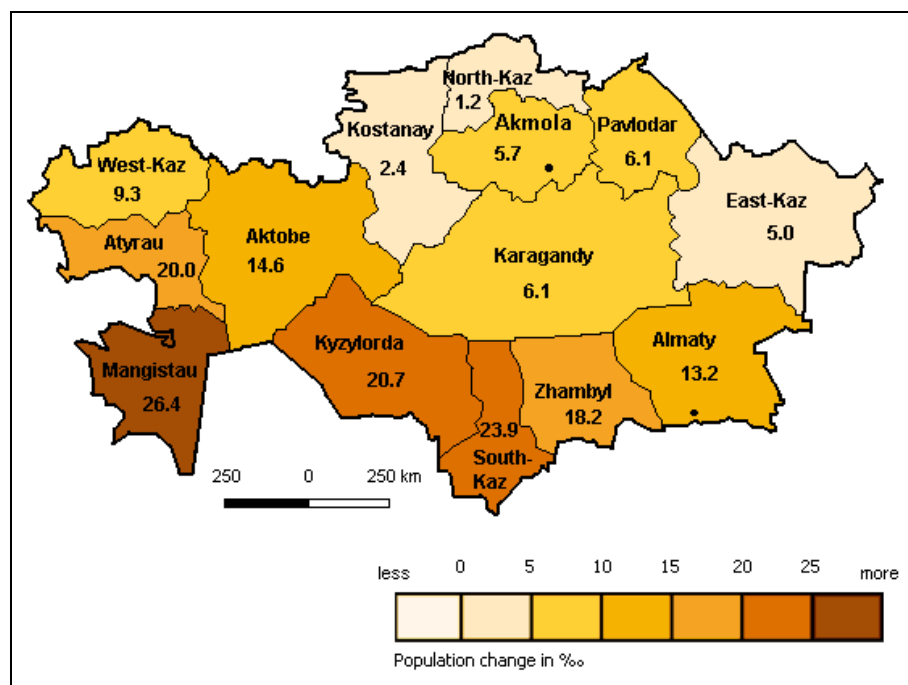 North-Kaz
1.2
Kostanay
2.4
Akmola
5.7
Pavlodar
6.1
West-Kaz
9.3
East-Kaz
5.0
Atyrau
20.0
Aktobe
14.6
Karagandy
6.1
Mangistau
26.4
Kyzylorda
20.7
Almaty
13.2
Zhambyl
18.2
23.9
South-
Kaz
250 0 250 km
less 0 5 10 15 20 25 more
Population change in ‰